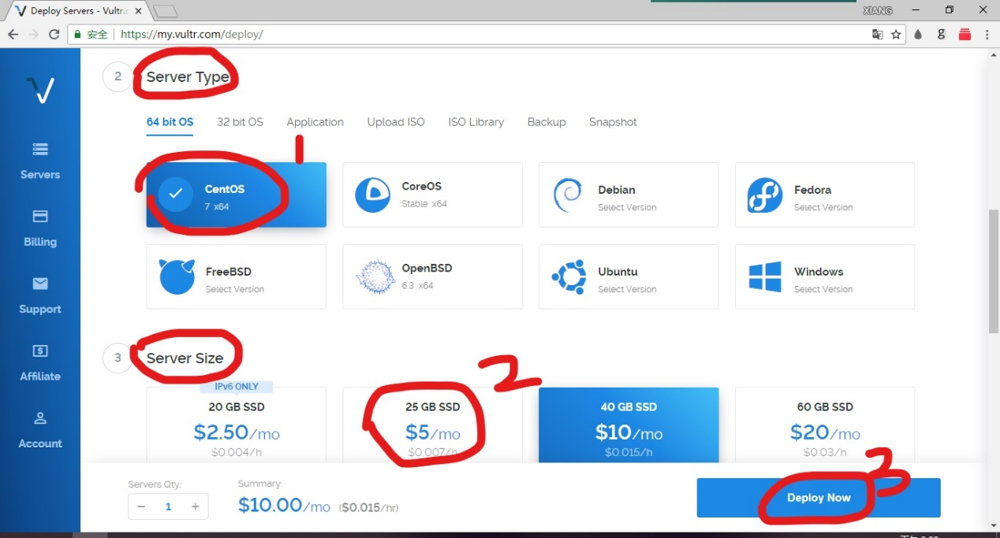 Deploy Servers - Vultr.c
XIANG
安全
https://my.vultr.com/deploy/
2
Server Type
64 bit OS
32 bit OS
Application
Upload ISO
ISO Library
Backup
Snapshot
1
CentOS
7 x64
CoreOS
Stable x64
Debian
Select Version
Fedora
Select Version
FreeBSD
Select Version
OpenBSD
6.3 x64
Ubuntu
Select Version
Windows
Select Version
Servers
Billing
Support
Affiliate
Account
3
Server Size
2
IPv6 ONLY
20 GB SSD
$2.50/mo
$0.004/h
25 GB SSD
$5/mo
$0.007/h
40 GB SSD
$10/mo
$0.015/h
60 GB SSD
$20/mo
$0.03/h
Servers Qty:
− 1 +
Summary:
$10.00/mo ($0.015/hr)
3
Deploy Now